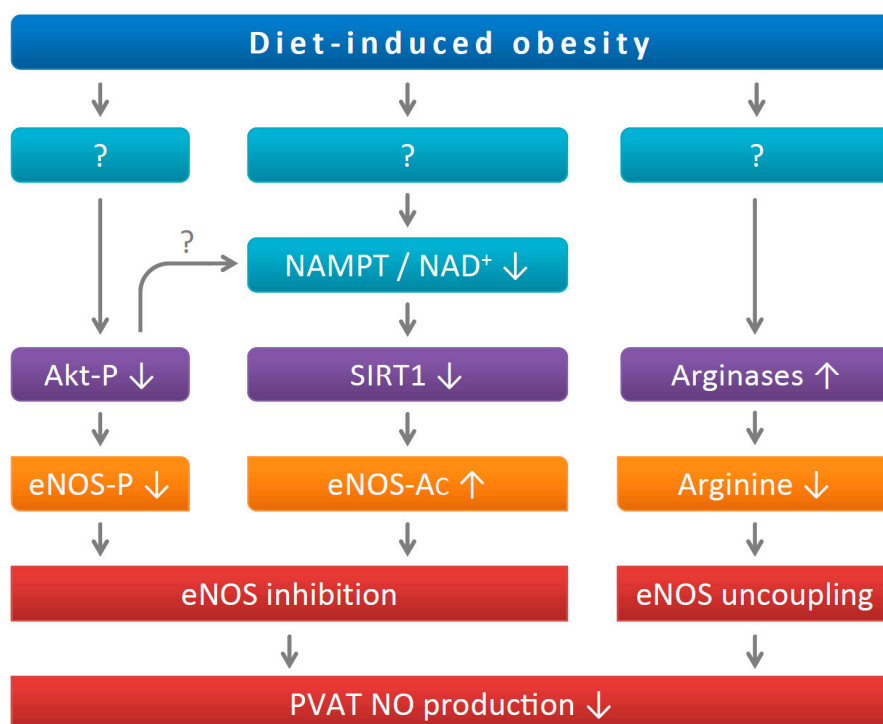 Diet-induced obesity
? ? ?
?
NAMPT / NAD⁺ ↓
Akt-P ↓ SIRT1 ↓ Arginases ↑
eNOS-P ↓ eNOS-Ac ↑ Arginine ↓
eNOS inhibition eNOS uncoupling
PVAT NO production ↓